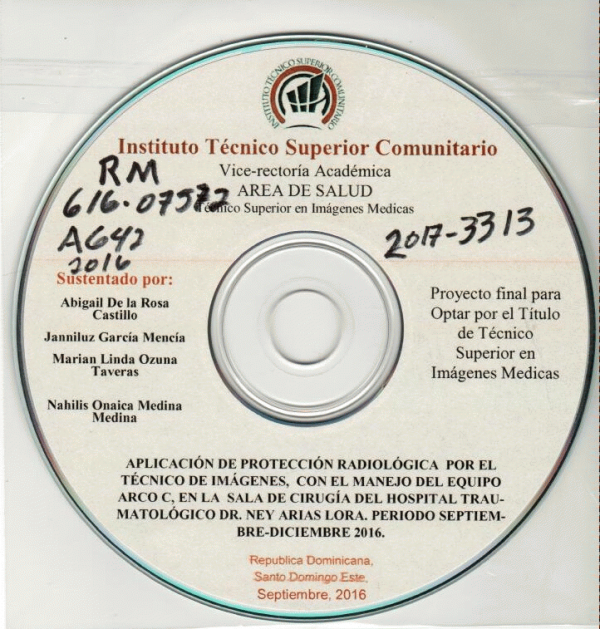 INSTITUTO TÉCNICO SUPERIOR COMUNITARIO
Instituto Técnico Superior Comunitario
Vice-rectoría Académica
AREA DE SALUD
Técnico Superior en Imágenes Medicas
RM
616.07572
A642
2016
2017-3313
Sustentado por:
Abigail De la Rosa
Castillo
Janniluz García Mencía
Marian Linda Ozuna
Taveras
Nahilis Onaica Medina
Medina
Proyecto final para
Optar por el Título
de Técnico
Superior en
Imágenes Medicas
APLICACIÓN DE PROTECCIÓN RADIOLÓGICA POR EL
TÉCNICO DE IMÁGENES, CON EL MANEJO DEL EQUIPO
ARCO C, EN LA SALA DE CIRUGÍA DEL HOSPITAL TRAU-
MATOLÓGICO DR. NEY ARIAS LORA. PERIODO SEPTIEM-
BRE-DICIEMBRE 2016.
Republica Dominicana,
Santo Domingo Este,
Septiembre, 2016